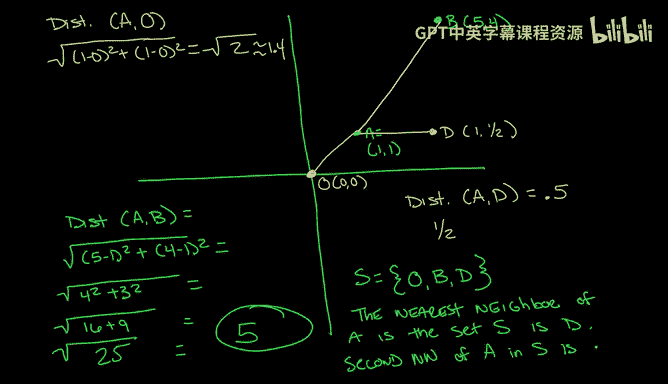 Dist. (A,O)
√(1-0)²+(1-0)² = √2 ≈ 1.4
B (5,4)
GPT中英字幕课程资源 bilibili
A=
(1,1)
D (1,½)
O(0,0)
Dist. (A,D) = .5
1/2
Dist (A,B) =
√(5-1)² + (4-1)² =
√4² + 3² =
√16 + 9 =
√25 =
5
S = {O, B, D}
THE NEAREST NEIGHBOR OF
A IS THE SET S IS D.
SECOND NN OF A IN S IS .